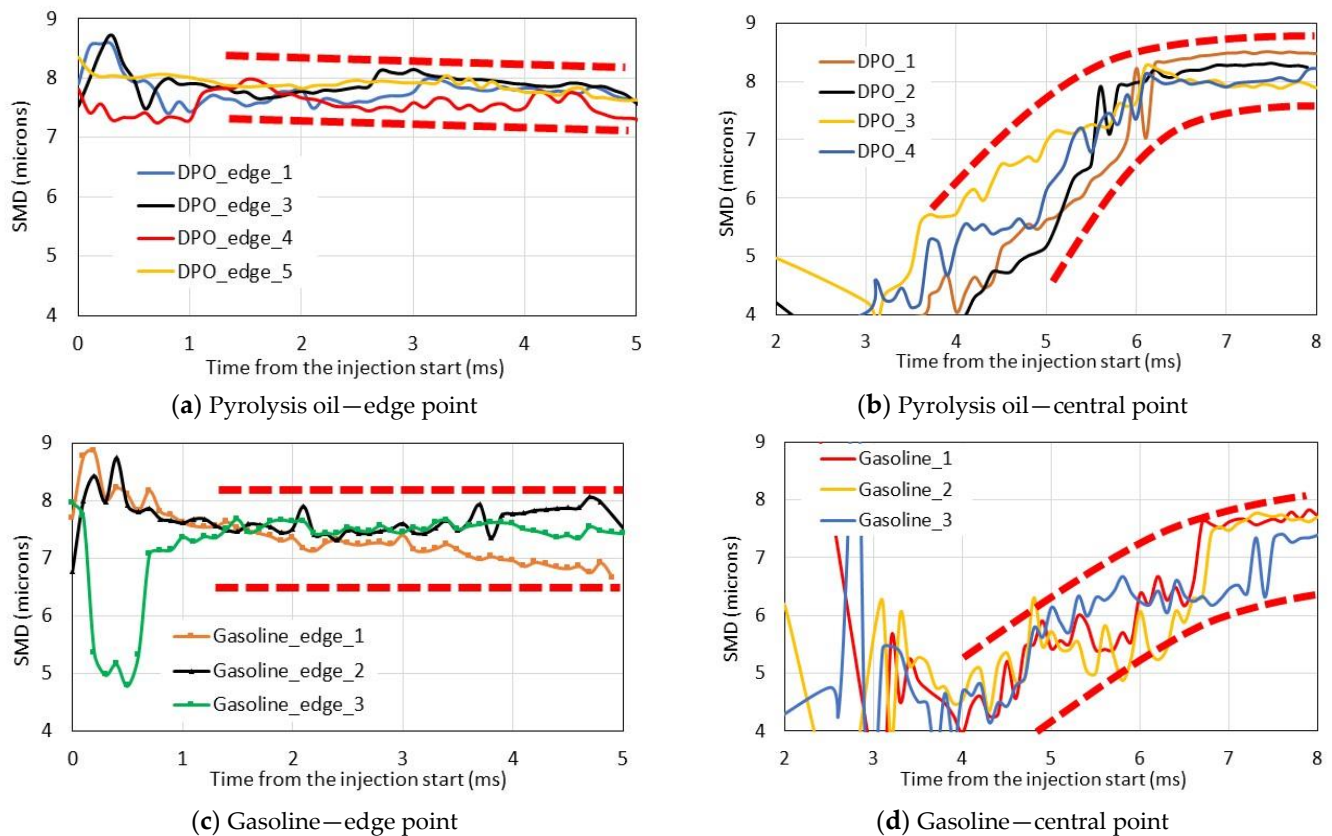 9
8
7
6
5
4
SMD (microns)
DPO_edge_1
DPO_edge_3
DPO_edge_4
DPO_edge_5
0 1 2 3 4 5
Time from the injection start (ms)
(a) Pyrolysis oil—edge point
9
8
7
6
5
4
SMD (microns)
DPO_1
DPO_2
DPO_3
DPO_4
2 3 4 5 6 7 8
Time from the injection start (ms)
(b) Pyrolysis oil—central point
9
8
7
6
5
4
SMD (microns)
Gasoline_edge_1
Gasoline_edge_2
Gasoline_edge_3
0 1 2 3 4 5
Time from the injection start (ms)
(c) Gasoline—edge point
9
8
7
6
5
4
SMD (microns)
Gasoline_1
Gasoline_2
Gasoline_3
2 3 4 5 6 7 8
Time from the injection start (ms)
(d) Gasoline—central point